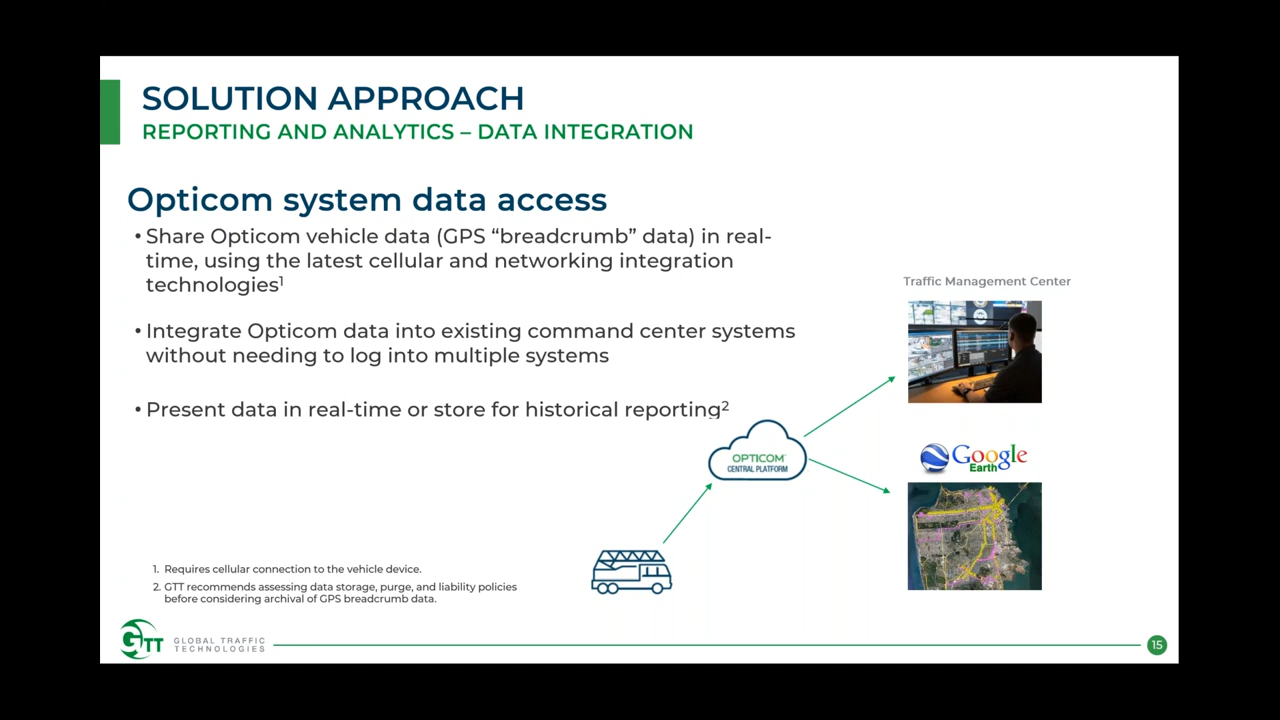 SOLUTION APPROACH
REPORTING AND ANALYTICS – DATA INTEGRATION
Opticom system data access
• Share Opticom vehicle data (GPS “breadcrumb” data) in real-
time, using the latest cellular and networking integration
technologies¹
• Integrate Opticom data into existing command center systems
without needing to log into multiple systems
• Present data in real-time or store for historical reporting²
Traffic Management Center
OPTICOM™
CENTRAL PLATFORM
Google
Earth
1. Requires cellular connection to the vehicle device.
2. GTT recommends assessing data storage, purge, and liability policies
before considering archival of GPS breadcrumb data.
GTT
GLOBAL TRAFFIC
TECHNOLOGIES
15